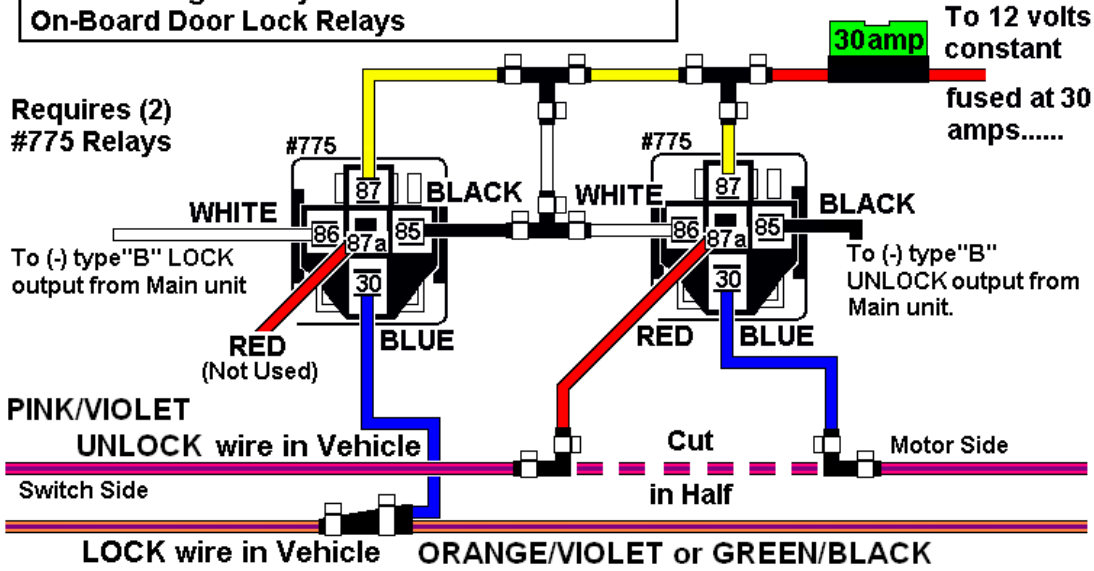 On-Board Door Lock Relays
To 12 volts
constant
30amp
fused at 30
amps......
Requires (2)
#775 Relays
#775
#775
87
87
BLACK
WHITE
BLACK
WHITE
86
85
87a
86
85
87a
To (-) type"B" LOCK
output from Main unit
To (-) type"B"
UNLOCK output from
Main unit.
30
30
RED
(Not Used)
BLUE
RED
BLUE
PINK/VIOLET
UNLOCK wire in Vehicle
Cut
in Half
Motor Side
Switch Side
LOCK wire in Vehicle
ORANGE/VIOLET or GREEN/BLACK